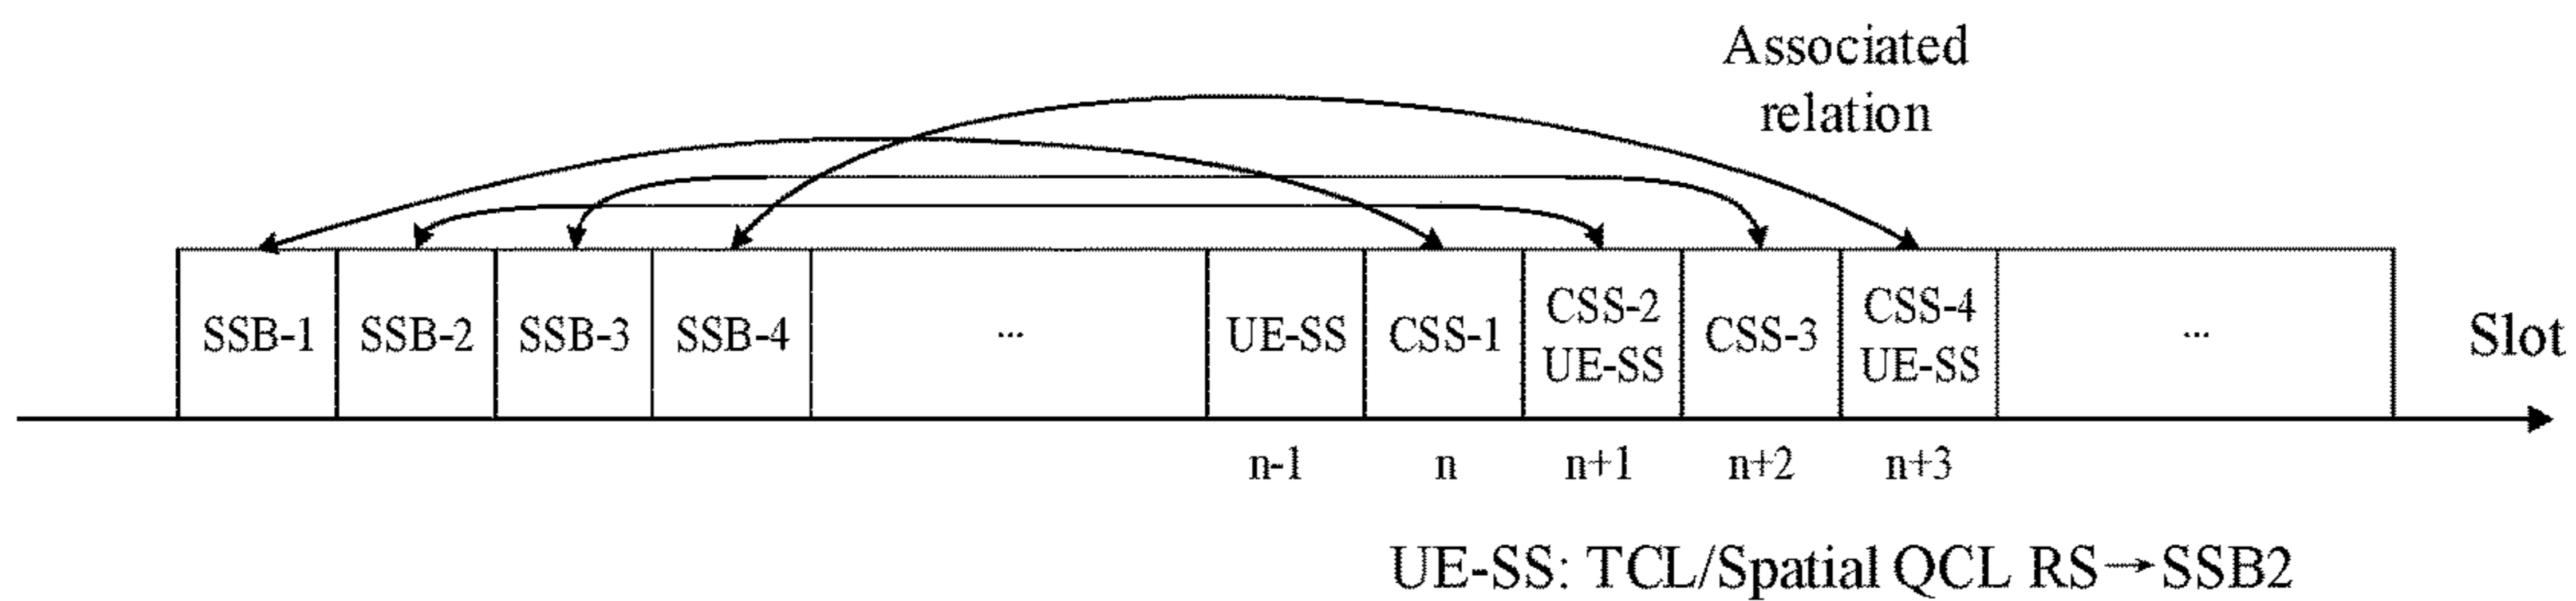 Associated
relation
SSB-1
SSB-2
SSB-3
SSB-4
...
UE-SS
CSS-1
CSS-2
UE-SS
CSS-3
CSS-4
UE-SS
...
Slot
n-1
n
n+1
n+2
n+3
UE-SS: TCL/Spatial QCL RS→SSB2